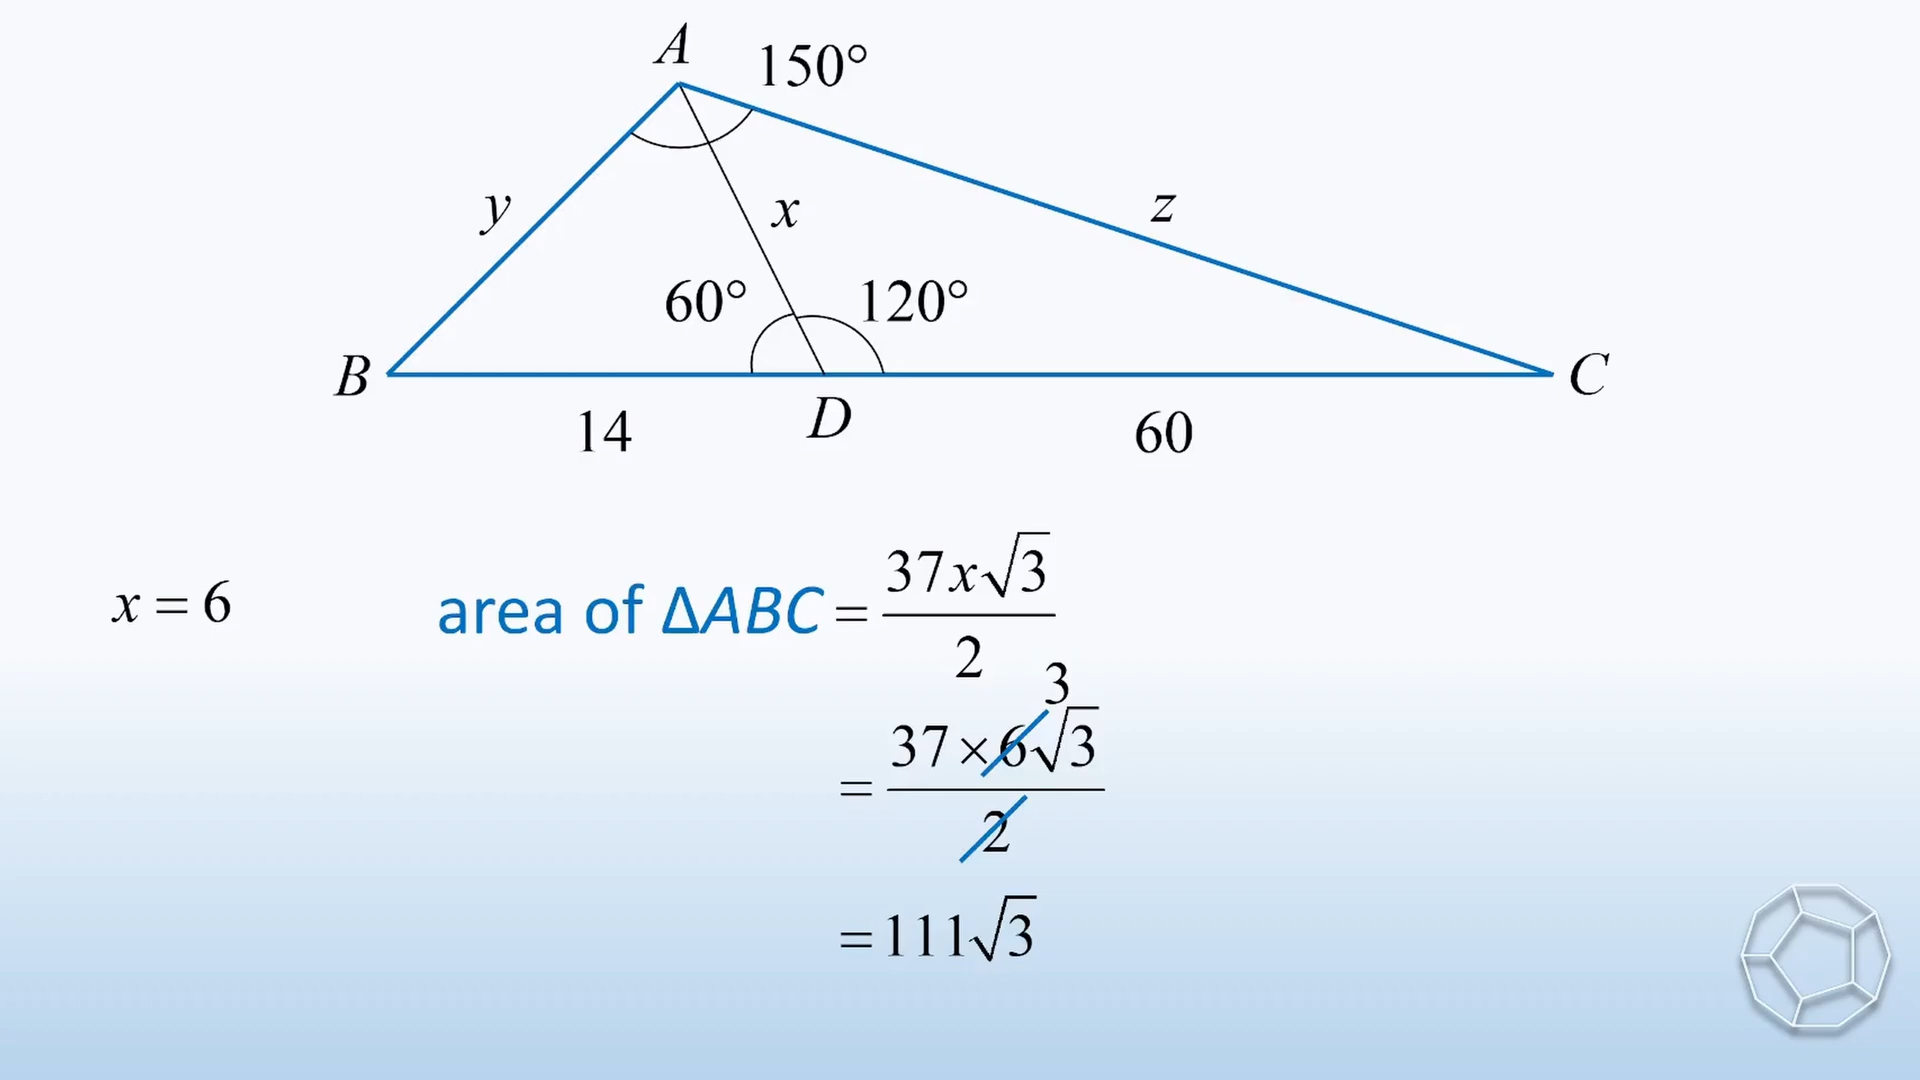 A
150°
y
x
z
60°
120°
B
C
D
14
60
x = 6
area of ΔABC = 37x√3 / 2
= 37 × 6√3 / 2
3
= 111√3